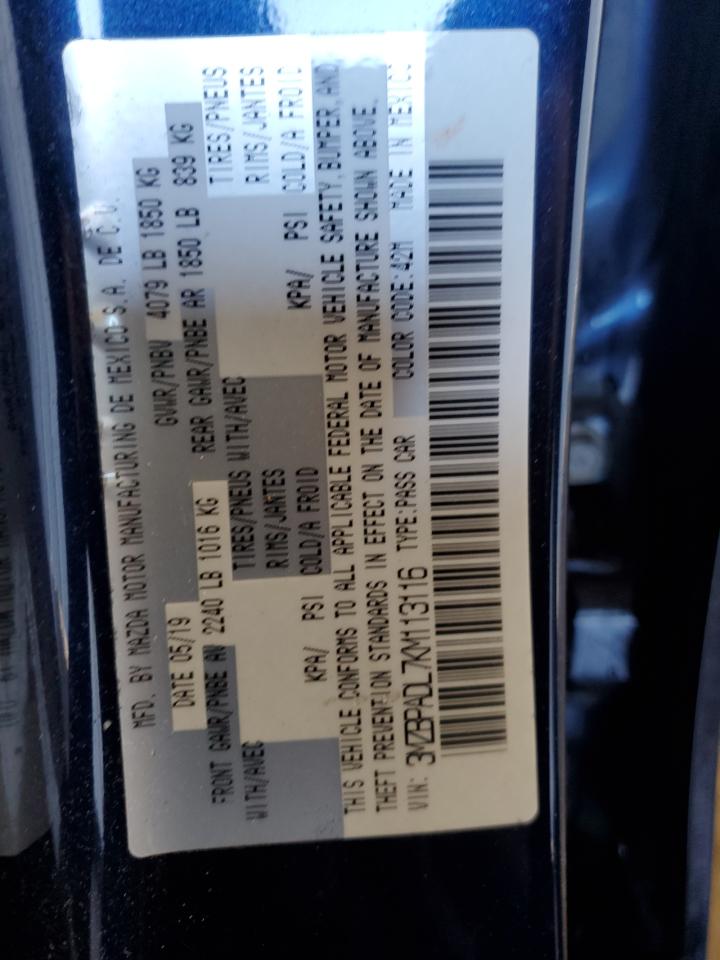 MFD. BY MAZDA MOTOR MANUFACTURING DE MEXICO S.A. DE C.V.
DATE 05/19 GVWR/PNBV 4079 LB 1850 KG
FRONT GAWR/PNBE AV 2240 LB 1016 KG REAR GAWR/PNBE AR 1850 LB 839 KG
WITH/AVEC TIRES/PNEUS WITH/AVEC TIRES/PNEUS
RIMS/JANTES RIMS/JANTES
KPA/ PSI COLD/A FROID KPA/ PSI COLD/A FROID
THIS VEHICLE CONFORMS TO ALL APPLICABLE FEDERAL MOTOR VEHICLE SAFETY, BUMPER, AND
THEFT PREVENTION STANDARDS IN EFFECT ON THE DATE OF MANUFACTURE SHOWN ABOVE.
VIN: 3MZBPADL7KM113116 TYPE:PASS CAR COLOR CODE:42M MADE IN MEXICO